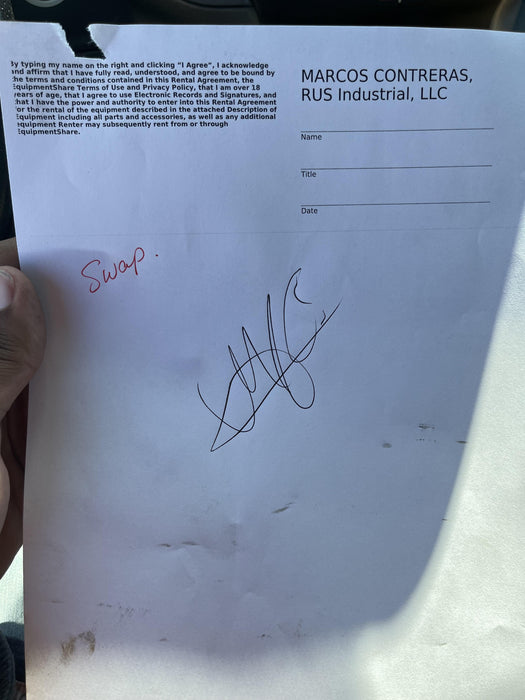 By typing my name on the right and clicking "I Agree", I acknowledge
and affirm that I have fully read, understood, and agree to be bound by
the terms and conditions contained in this Rental Agreement, the
EquipmentShare Terms of Use and Privacy Policy, that I am over 18
years of age, that I agree to use Electronic Records and Signatures, and
that I have the power and authority to enter into this Rental Agreement
for the rental of the equipment described in the attached Description of
Equipment including all parts and accessories, as well as any additional
equipment Renter may subsequently rent from or through
EquipmentShare.
MARCOS CONTRERAS,
RUS Industrial, LLC
Name
Title
Date
Swap.